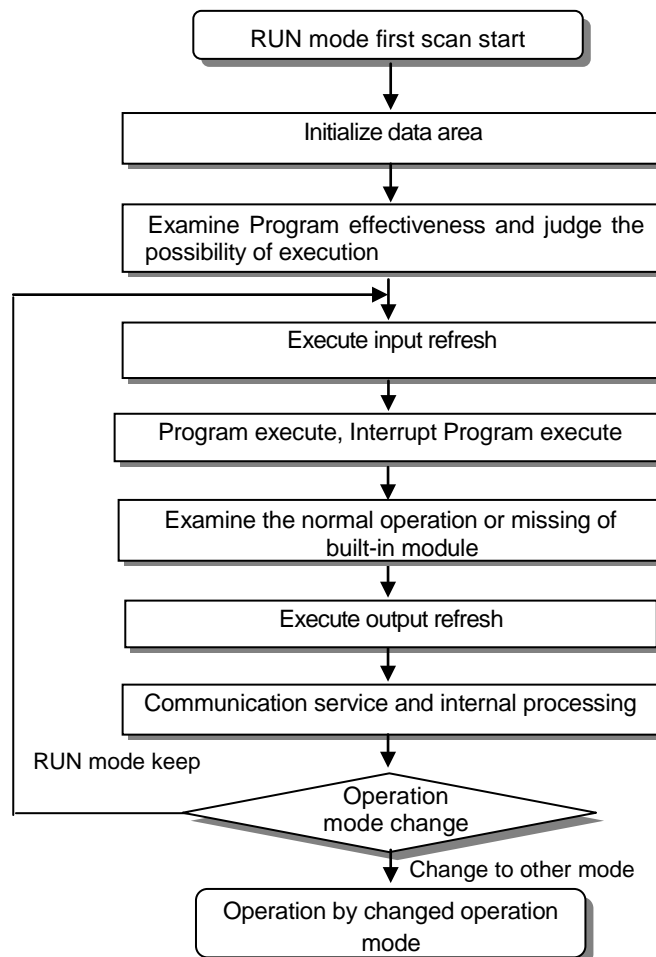 RUN mode first scan start
Initialize data area
Examine Program effectiveness and judge the
possibility of execution
Execute input refresh
Program execute, Interrupt Program execute
Examine the normal operation or missing of
built-in module
Execute output refresh
Communication service and internal processing
RUN mode keep
Operation
mode change
Change to other mode
Operation by changed operation
mode